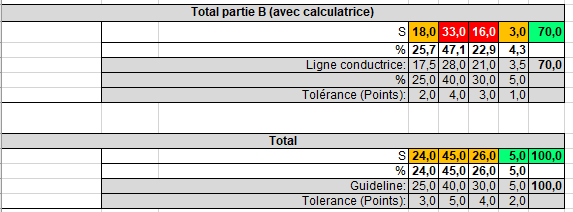 Total partie B (avec calculatrice)
S 18,0 33,0 16,0 3,0 70,0
% 25,7 47,1 22,9 4,3
Ligne conductrice: 17,5 28,0 21,0 3,5 70,0
% 25,0 40,0 30,0 5,0
Tolérance (Points): 2,0 4,0 3,0 1,0
Total
S 24,0 45,0 26,0 5,0 100,0
% 24,0 45,0 26,0 5,0
Guideline: 25,0 40,0 30,0 5,0 100,0
Tolerance (Points): 3,0 5,0 4,0 2,0